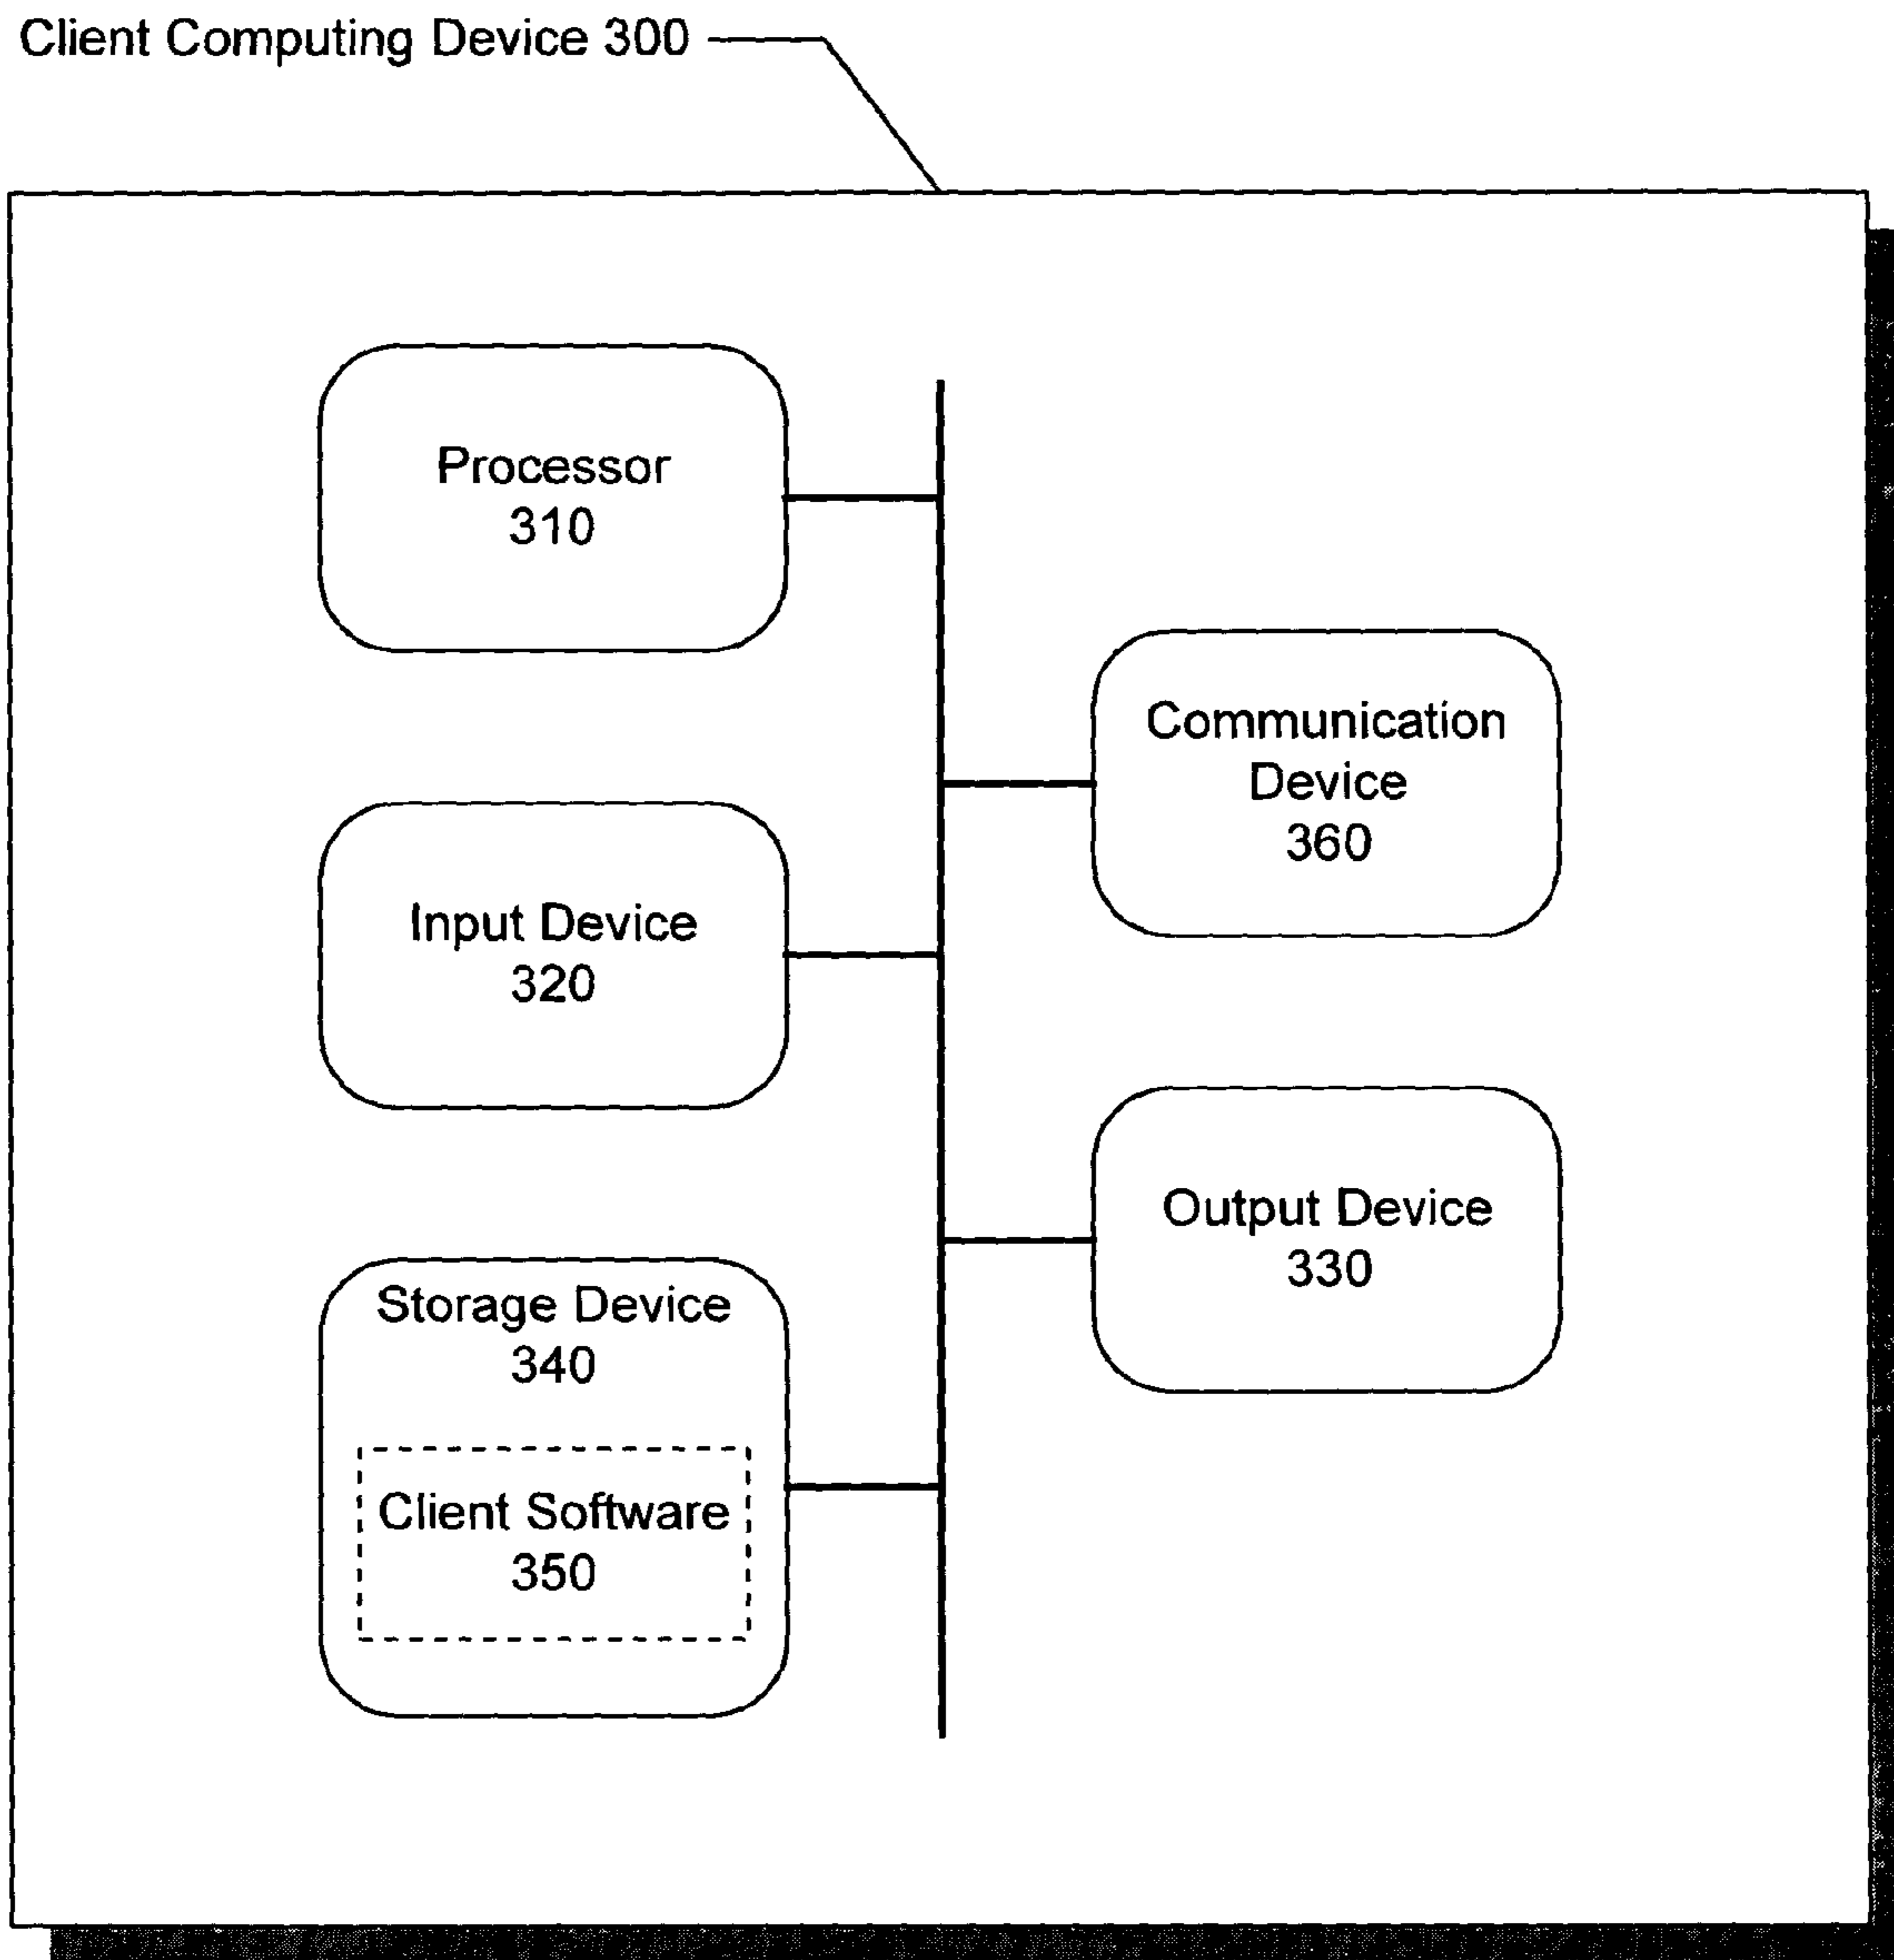 Client Computing Device 300
Processor
310
Communication
Device
360
Input Device
320
Output Device
330
Storage Device
340
Client Software
350